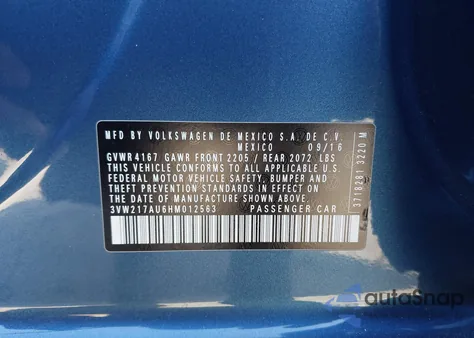 MFD BY VOLKSWAGEN DE MEXICO S.A. DE C.V.
MEXICO 09/16
GVWR 4167 GAWR FRONT 2205 / REAR 2072 LBS
THIS VEHICLE CONFORMS TO ALL APPLICABLE U.S.
FEDERAL MOTOR VEHICLE SAFETY, BUMPER AND
THEFT PREVENTION STANDARDS IN EFFECT ON THE
DATE OF MANUFACTURE SHOWN ABOVE.
3VW217AU6HM012563 PASSENGER CAR
3718281 3220 M
autoSnap